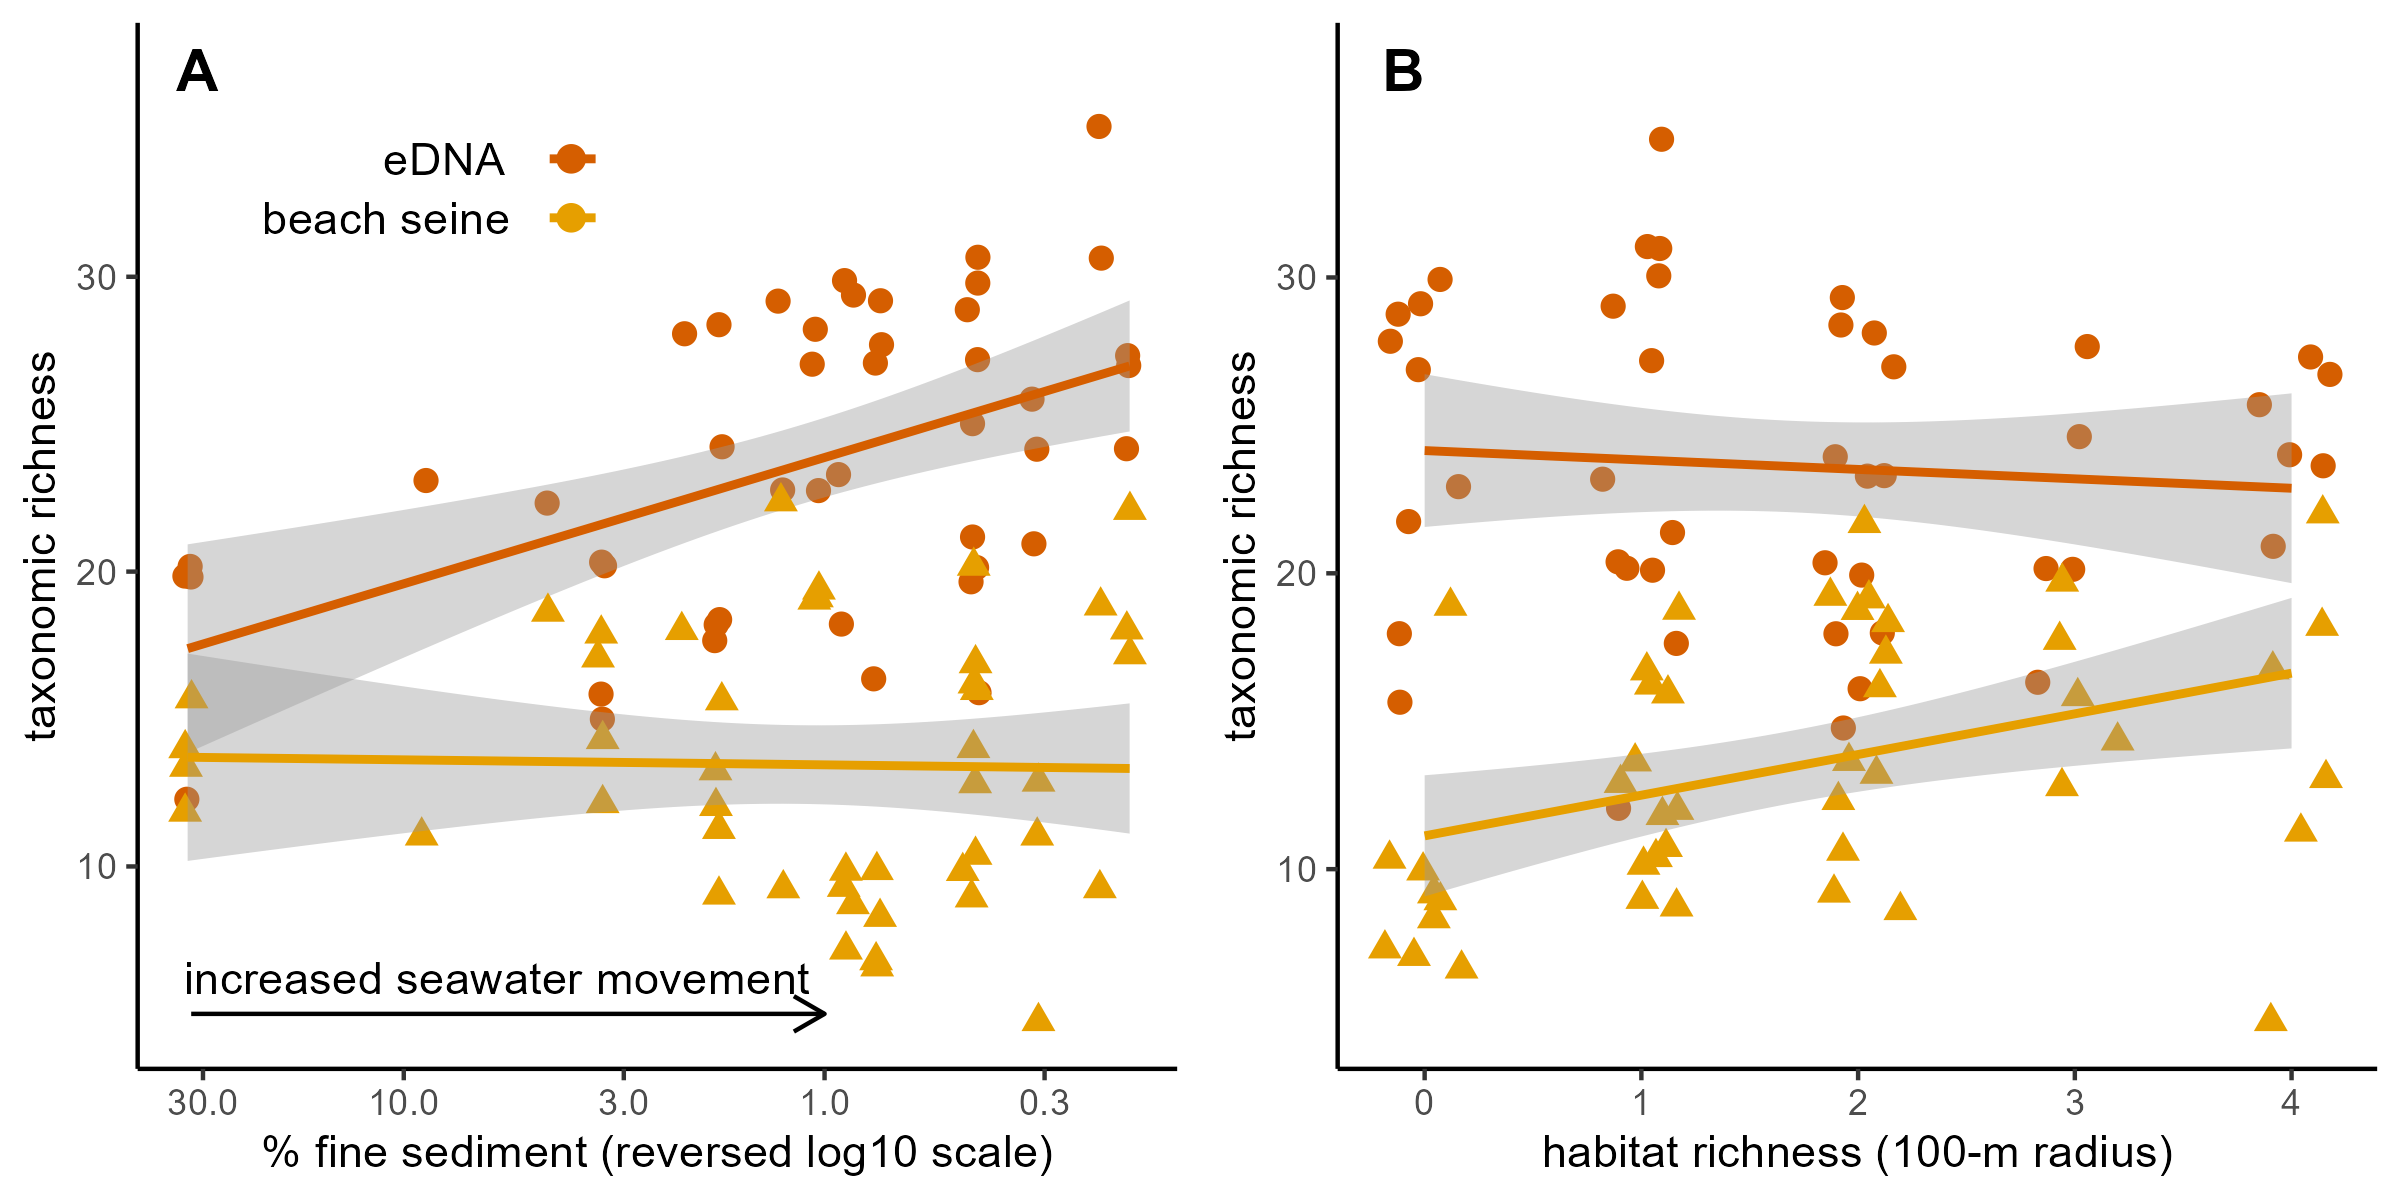 A
eDNA
beach seine
30
20
10
taxonomic richness
increased seawater movement
30.0 10.0 3.0 1.0 0.3
% fine sediment (reversed log10 scale)
B
30
20
10
taxonomic richness
0 1 2 3 4
habitat richness (100-m radius)